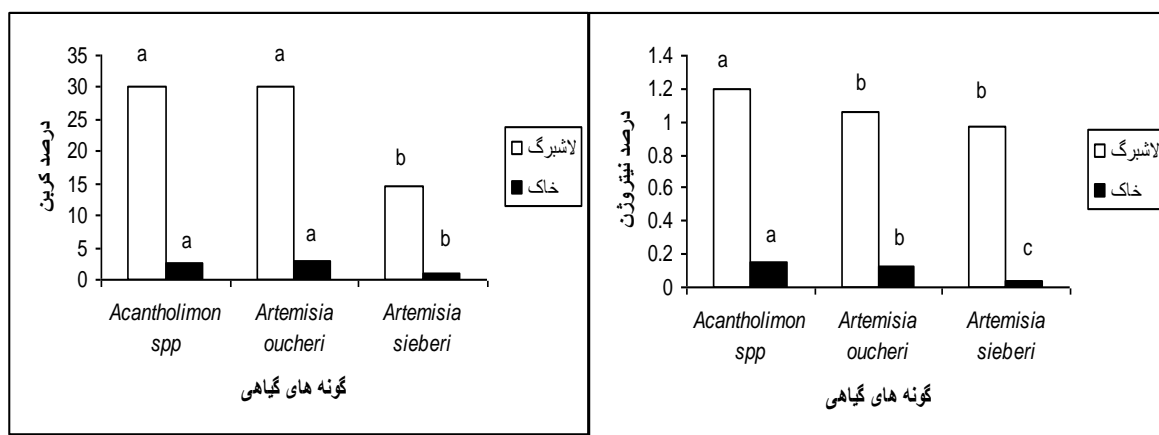 درصد کربن
35
30
25
20
15
10
5
0
a
a
b
a
a
b
Acantholimon
spp
Artemisia
oucheri
Artemisia
sieberi
گونه های گیاهی
لاشبرگ
خاک
درصد نیتروژن
1.4
1.2
1
0.8
0.6
0.4
0.2
0
a
b
b
a
b
c
Acantholimon
spp
Artemisia
oucheri
Artemisia
sieberi
گونه های گیاهی
لاشبرگ
خاک